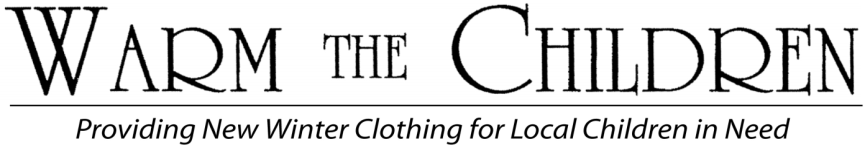 WARM THE CHILDREN
Providing New Winter Clothing for Local Children in Need